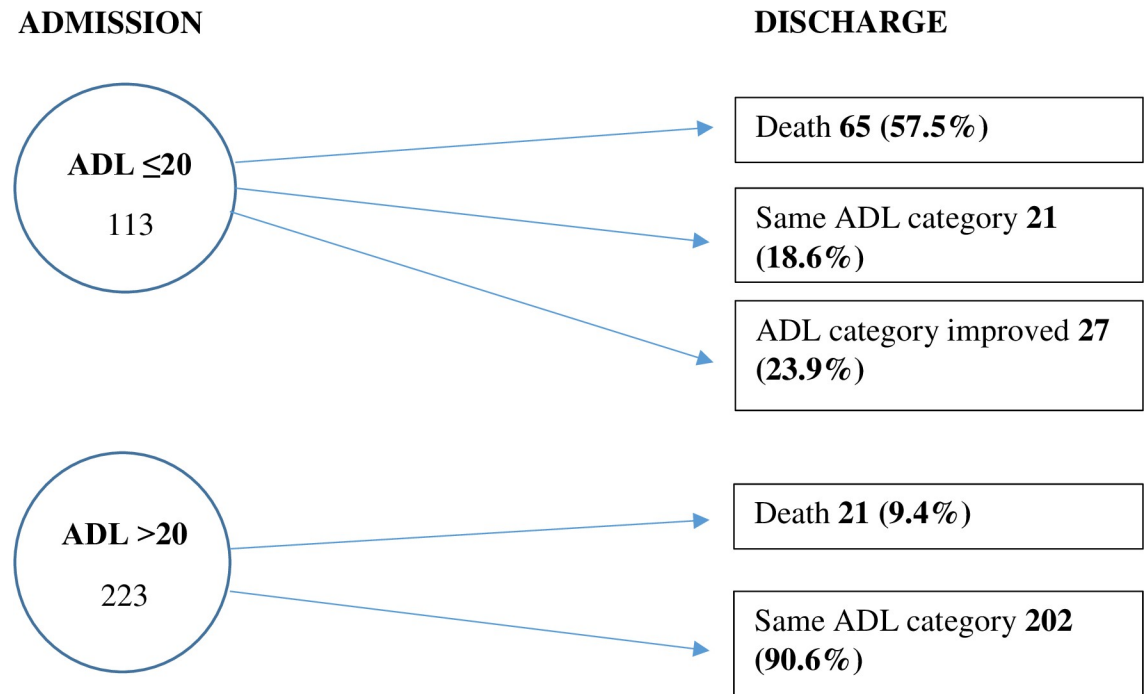 ADMISSION
DISCHARGE
ADL ≤20
113
Death 65 (57.5%)
Same ADL category 21
(18.6%)
ADL category improved 27
(23.9%)
ADL >20
223
Death 21 (9.4%)
Same ADL category 202
(90.6%)